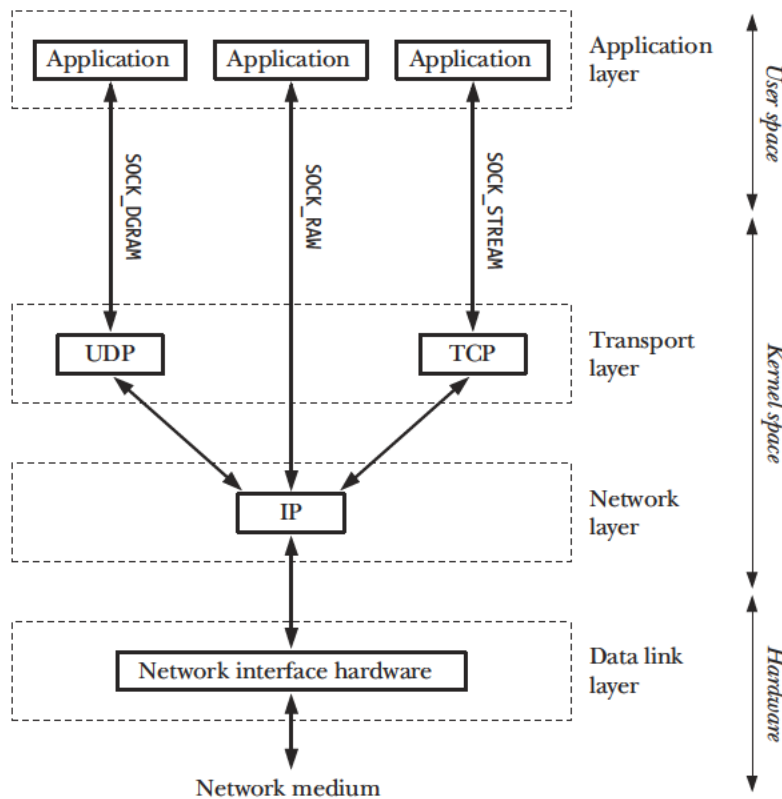 Application
Application
Application
Application
layer
User space
SOCK_DGRAM
SOCK_RAW
SOCK_STREAM
UDP
TCP
Transport
layer
Kernel space
IP
Network
layer
Network interface hardware
Data link
layer
Hardware
Network medium